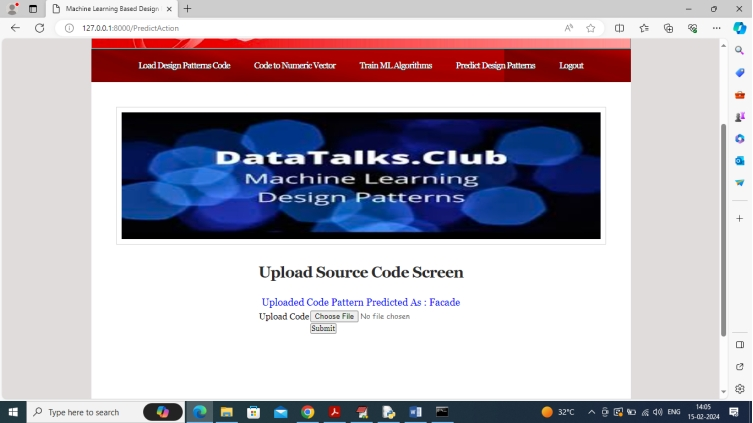 Machine Learning Based Design
127.0.0.1:8000/PredictAction
Load Design Patterns Code Code to Numeric Vector Train ML Algorithms Predict Design Patterns Logout
DataTalks.Club
Machine Learning
Design Patterns
Upload Source Code Screen
Uploaded Code Pattern Predicted As : Facade
Upload Code Choose File No file chosen
Submit
Type here to search
32°C
ENG
14:05
15-02-2024